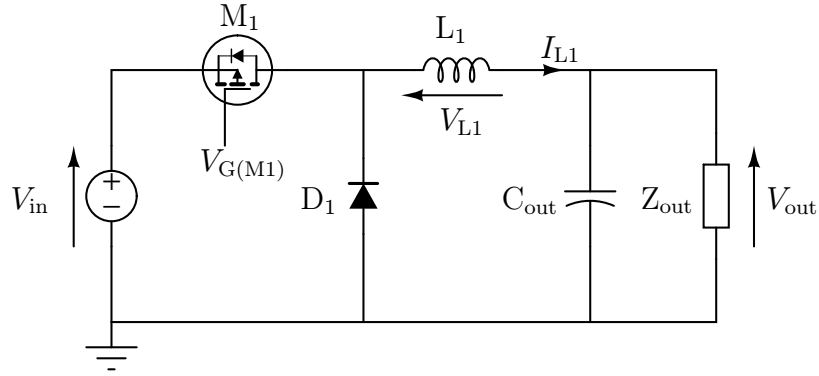 M1
L1
IL1
VL1
VG(M1)
Vin
+
−
D1
Cout
Zout
Vout